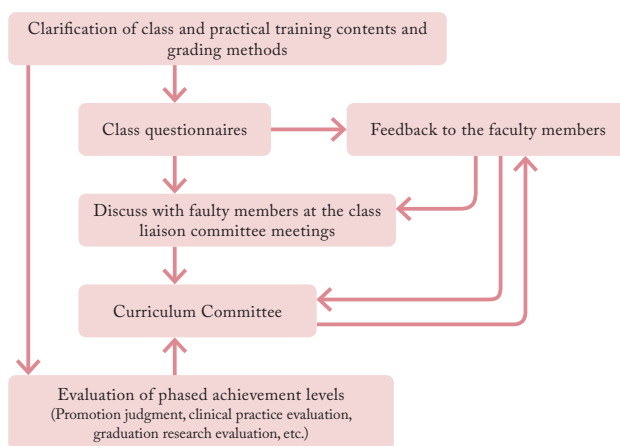 Clarification of class and practical training contents and
grading methods
Class questionnaires
Feedback to the faculty members
Discuss with faulty members at the class
liaison committee meetings
Curriculum Committee
Evaluation of phased achievement levels
(Promotion judgment, clinical practice evaluation,
graduation research evaluation, etc.)